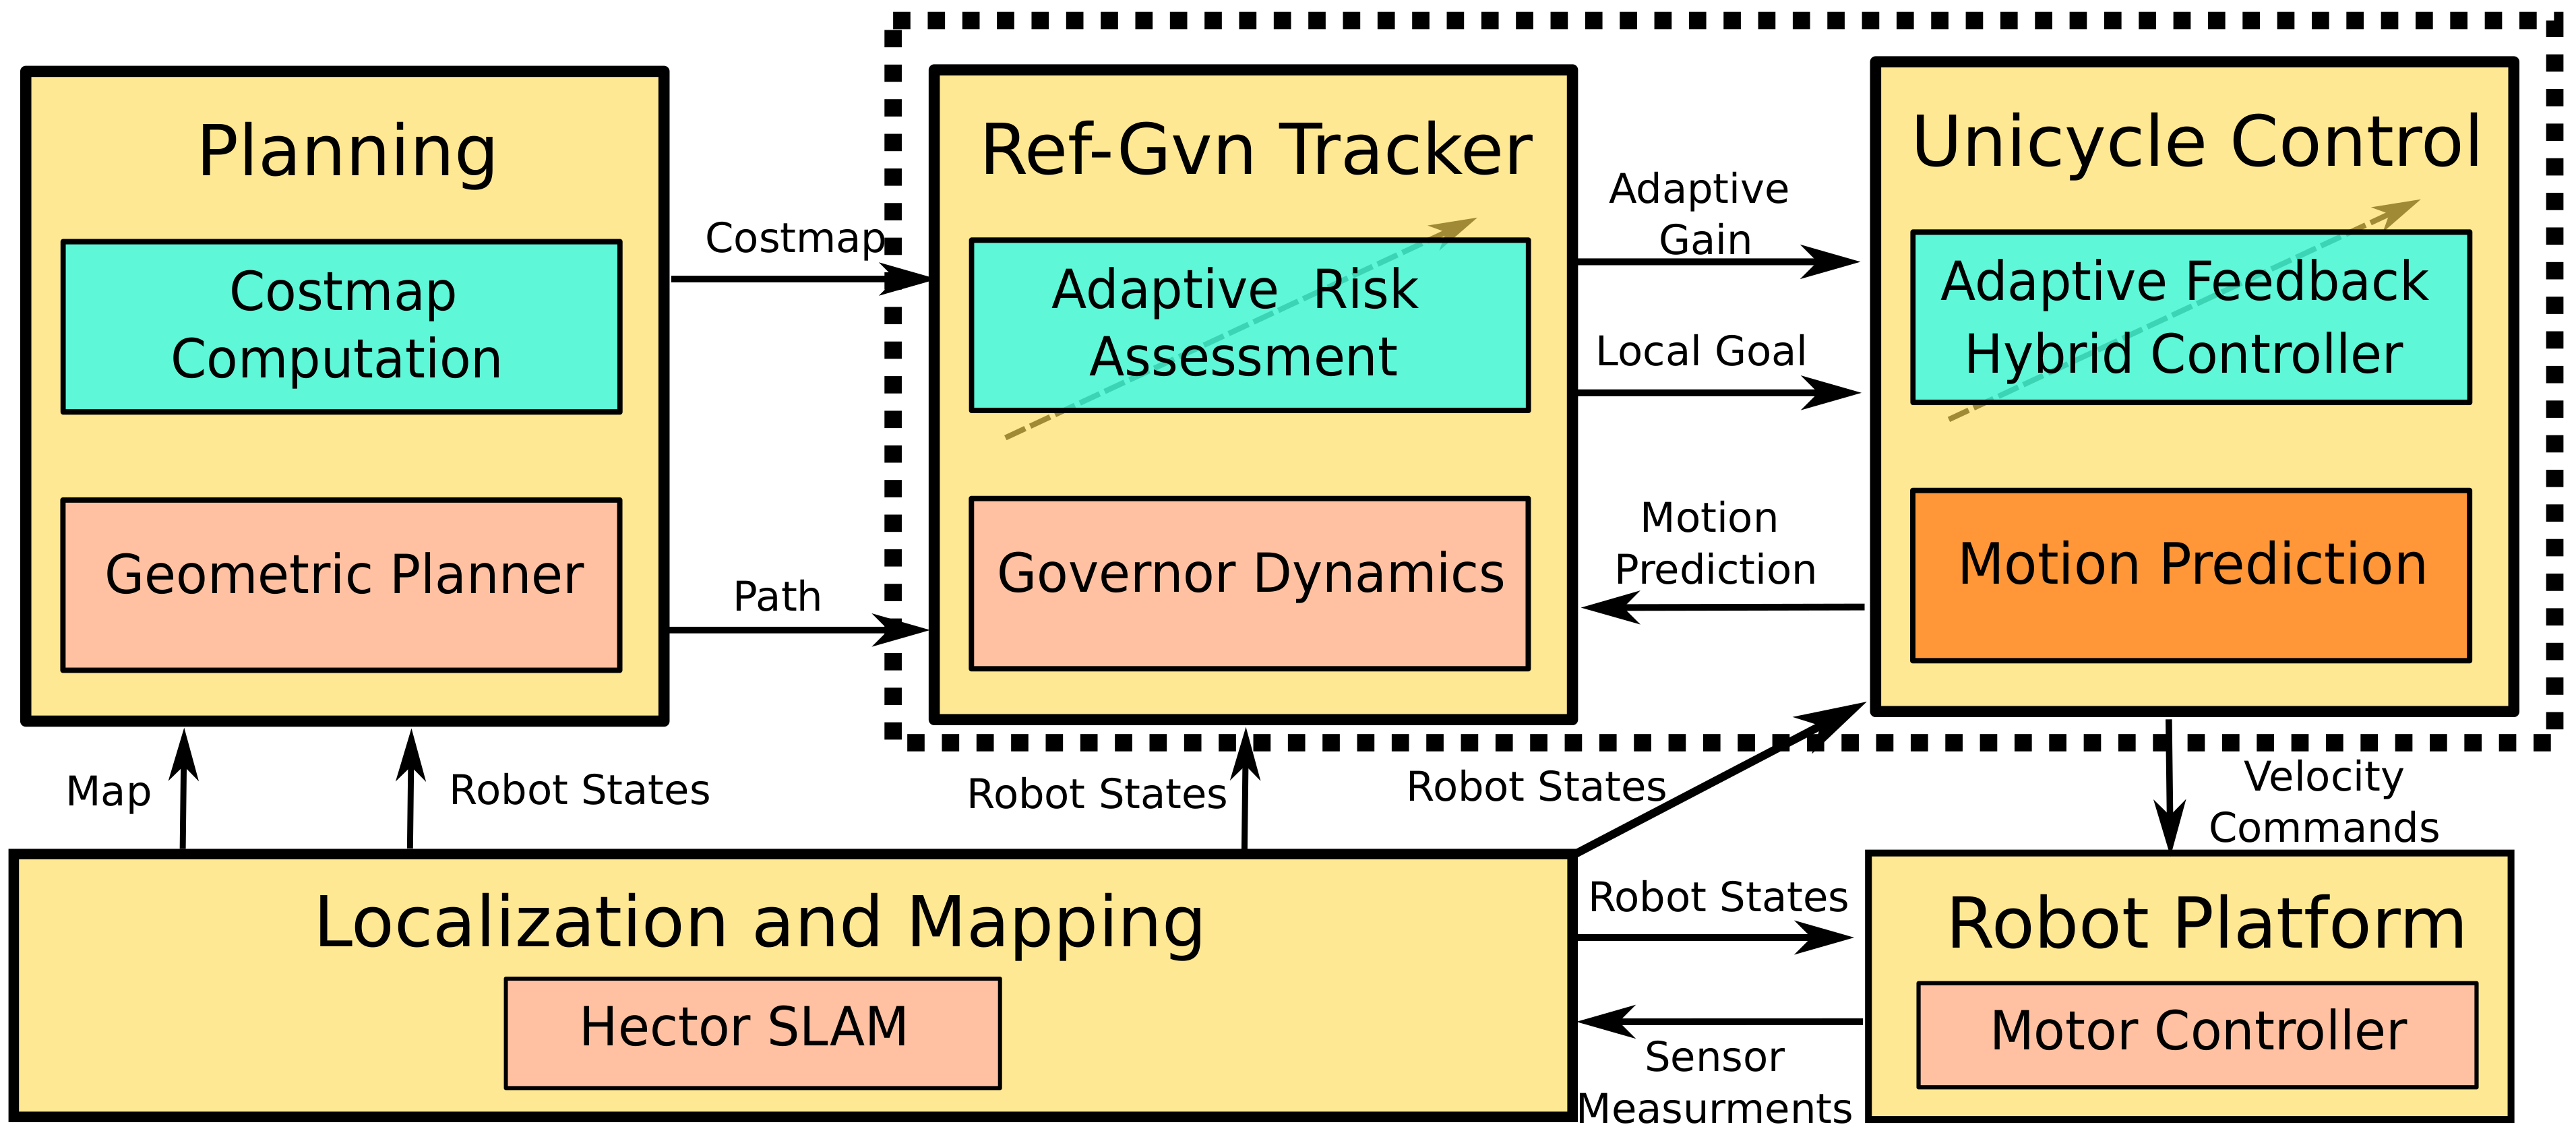 Planning
Costmap
Computation
Geometric Planner
Costmap
Path
Ref-Gvn Tracker
Adaptive Risk
Assessment
Governor Dynamics
Adaptive
Gain
Local Goal
Motion
Prediction
Unicycle Control
Adaptive Feedback
Hybrid Controller
Motion Prediction
Map
Robot States
Robot States
Robot States
Velocity
Commands
Localization and Mapping
Hector SLAM
Robot States
Sensor
Measurments
Robot Platform
Motor Controller